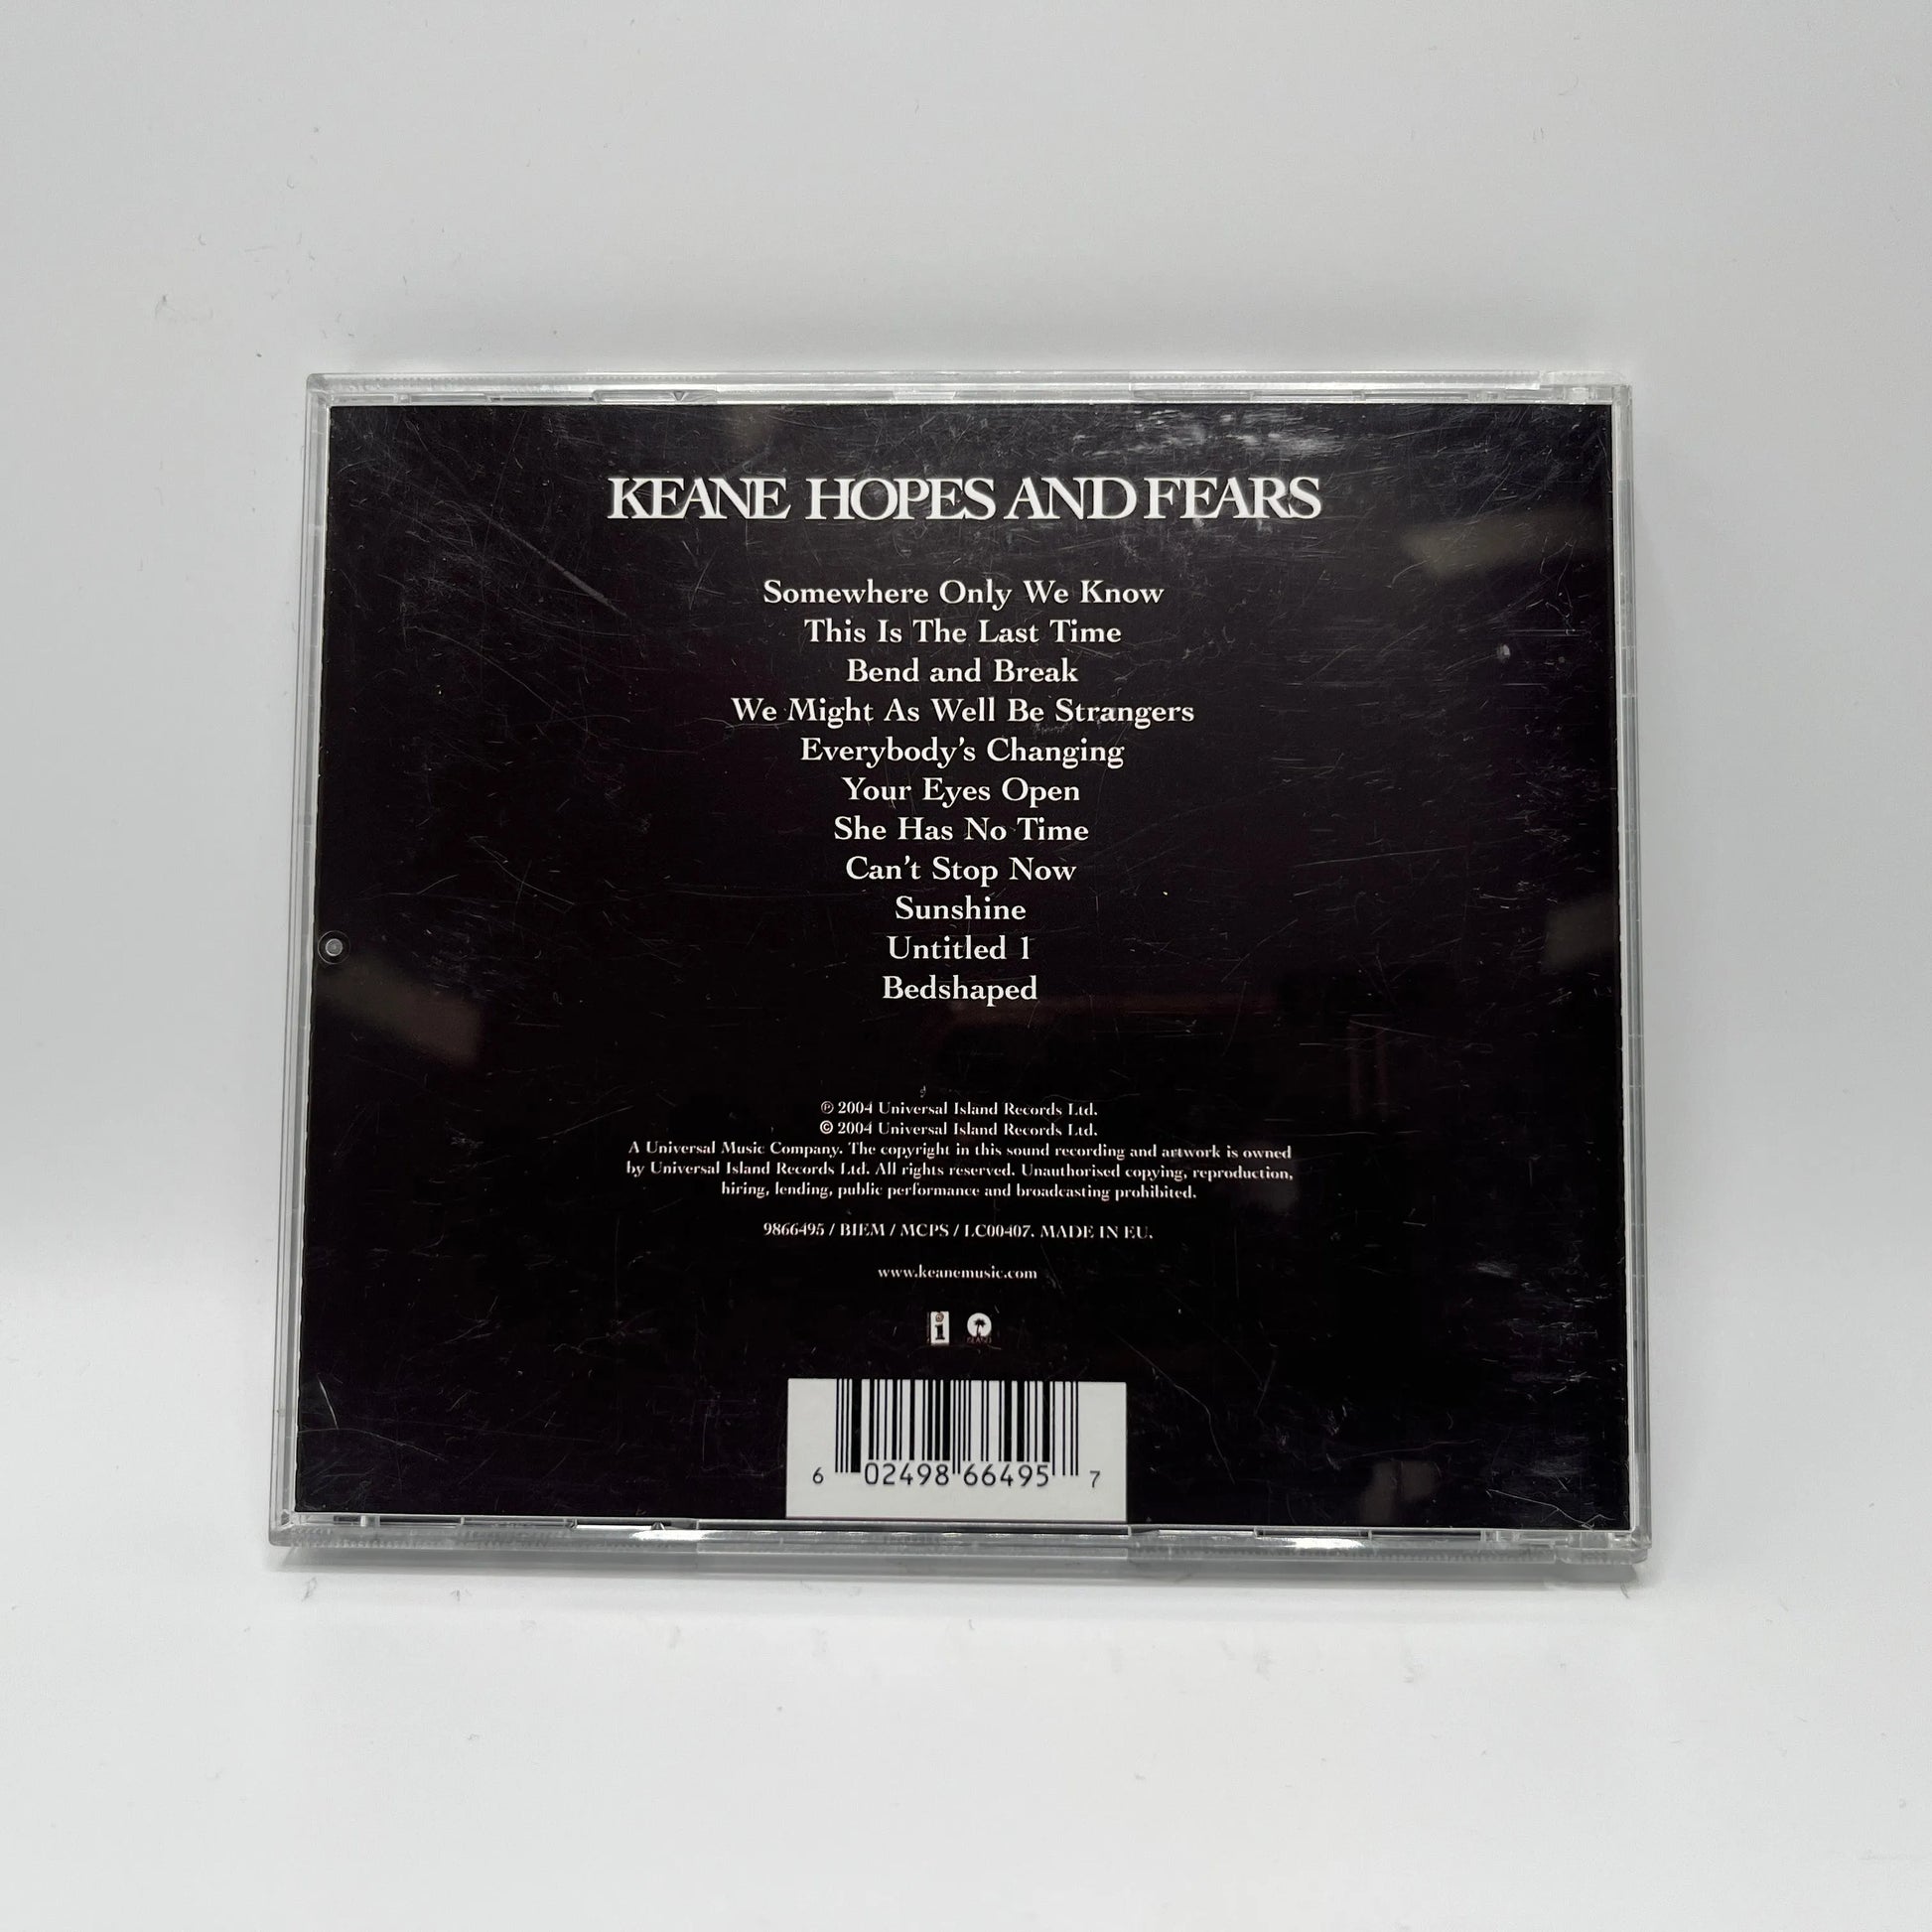 KEANE HOPES AND FEARS
Somewhere Only We Know
This Is The Last Time
Bend and Break
We Might As Well Be Strangers
Everybody's Changing
Your Eyes Open
She Has No Time
Can't Stop Now
Sunshine
Untitled 1
Bedshaped
℗ 2004 Universal Island Records Ltd.
© 2004 Universal Island Records Ltd.
A Universal Music Company. The copyright in this sound recording and artwork is owned
by Universal Island Records Ltd. All rights reserved. Unauthorised copying, reproduction,
hiring, lending, public performance and broadcasting prohibited.
9866495 / BIEM / MCPS / LC00407. MADE IN EU.
www.keanemusic.com
i ISLAND
6 02498 66495 7